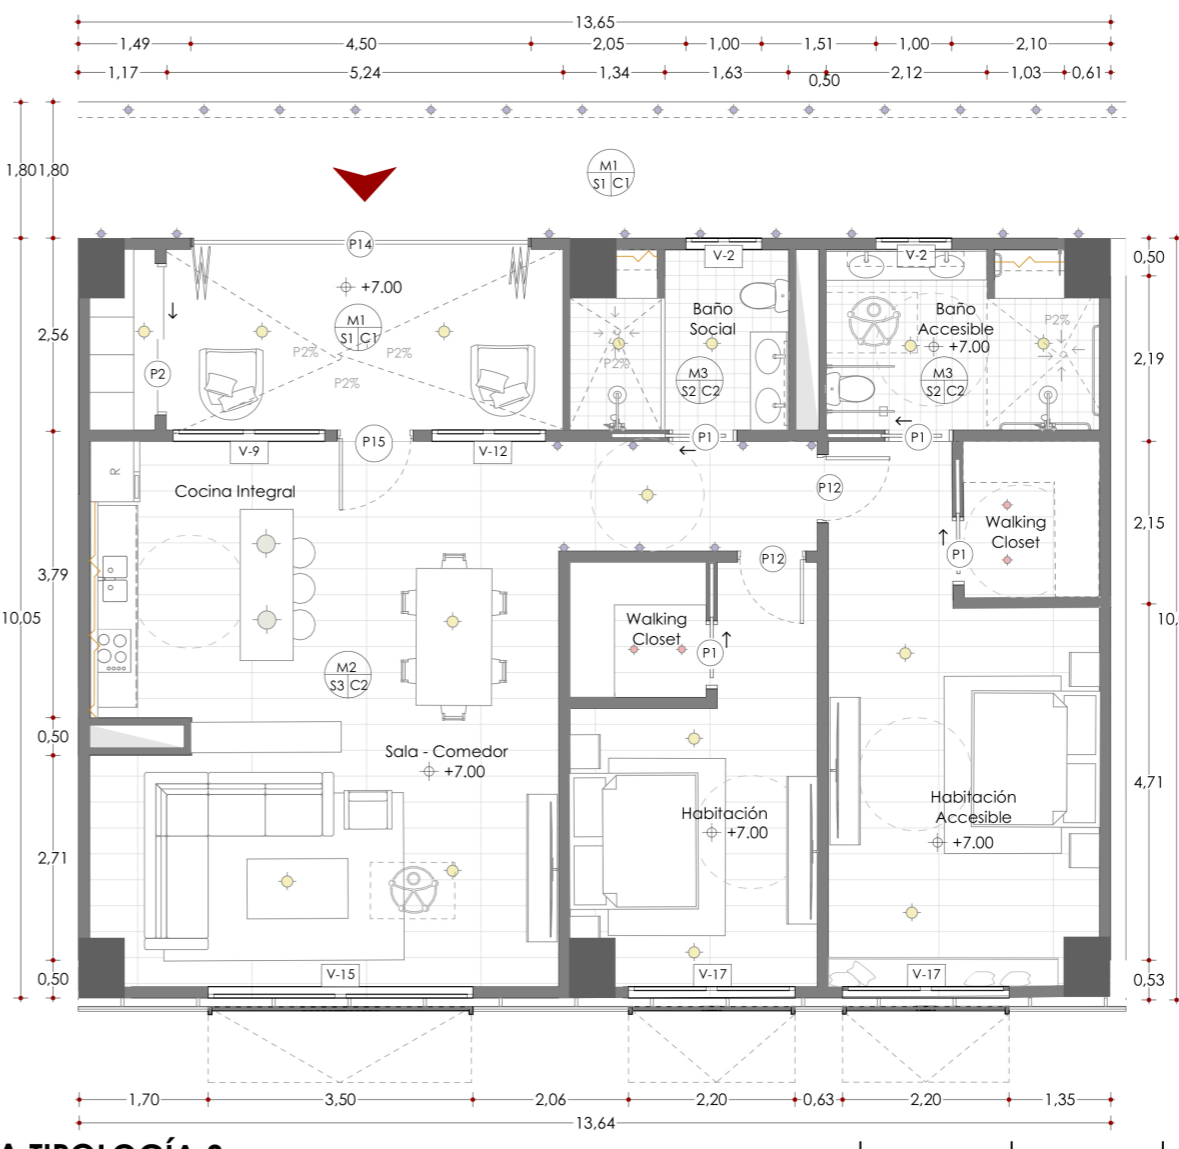 13,65
1,49 4,50 2,05 1,00 1,51 1,00 2,10
1,17 5,24 1,34 1,63 0,50 2,12 1,03 0,61
1,80 1,80
M1
S1 C1
P14
V-2 V-2
0,50
+7.00
2,56
M1
S1 C1
P2% P2%
P2%
P2
Baño
Social
P2%
M3
S2 C2
Baño
Accesible
+7.00
P2%
M3
S2 C2
2,19
V-9 P15 V-12 P1 P1
R
Cocina Integral
P12
Walking
Closet
2,15
P1
P12
3,79
10,05
10,
Walking
Closet
P1
M2
S3 C2
0,50
Sala - Comedor
+7.00
4,71
Habitación
+7.00
Habitación
Accesible
+7.00
2,71
0,50
V-15 V-17 V-17
0,53
1,70 3,50 2,06 2,20 0,63 2,20 1,35
13,64